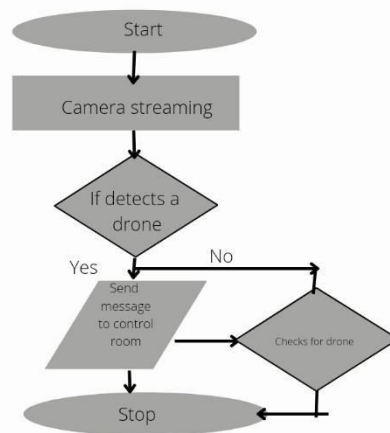 Start
Camera streaming
If detects a
drone
Yes
No
Send
message
to control
room
Checks for drone
Stop